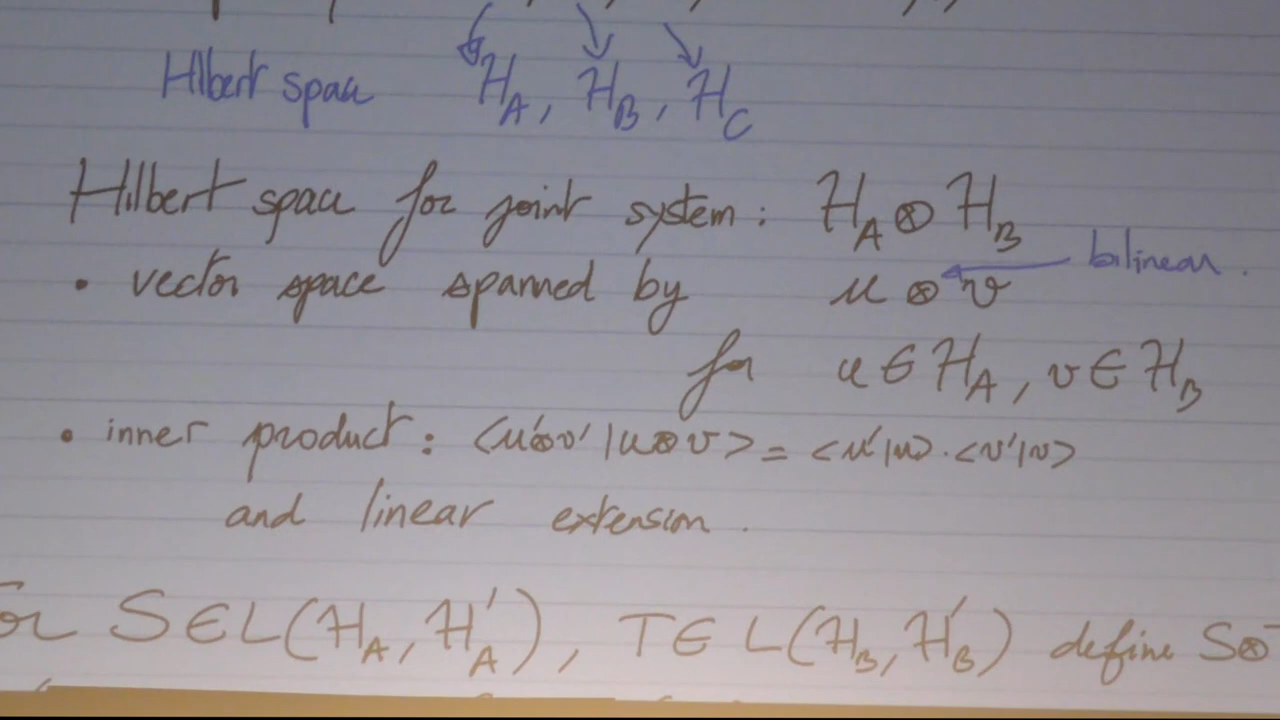 Hilbert space H_A, H_B, H_C
Hilbert space for joint system: H_A ⊗ H_B
bilinear.
• vector space spanned by u ⊗ v
for u ∈ H_A, v ∈ H_B
• inner product: <u'⊗v'|u⊗v> = <u'|u>·<v'|v>
and linear extension.
For S ∈ L(H_A, H'_A), T ∈ L(H_B, H'_B) define S⊗